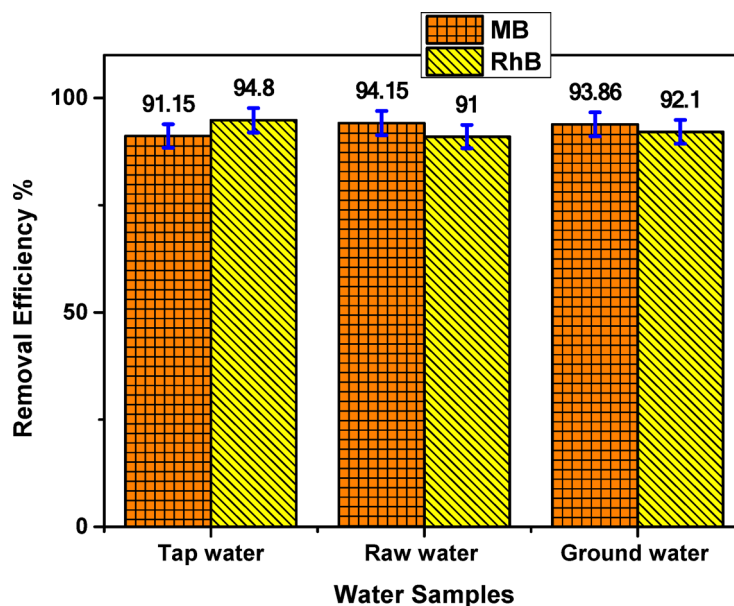 MB
RhB
100
91.15
94.8
94.15
91
93.86
92.1
Removal Efficiency %
50
0
Tap water
Raw water
Ground water
Water Samples